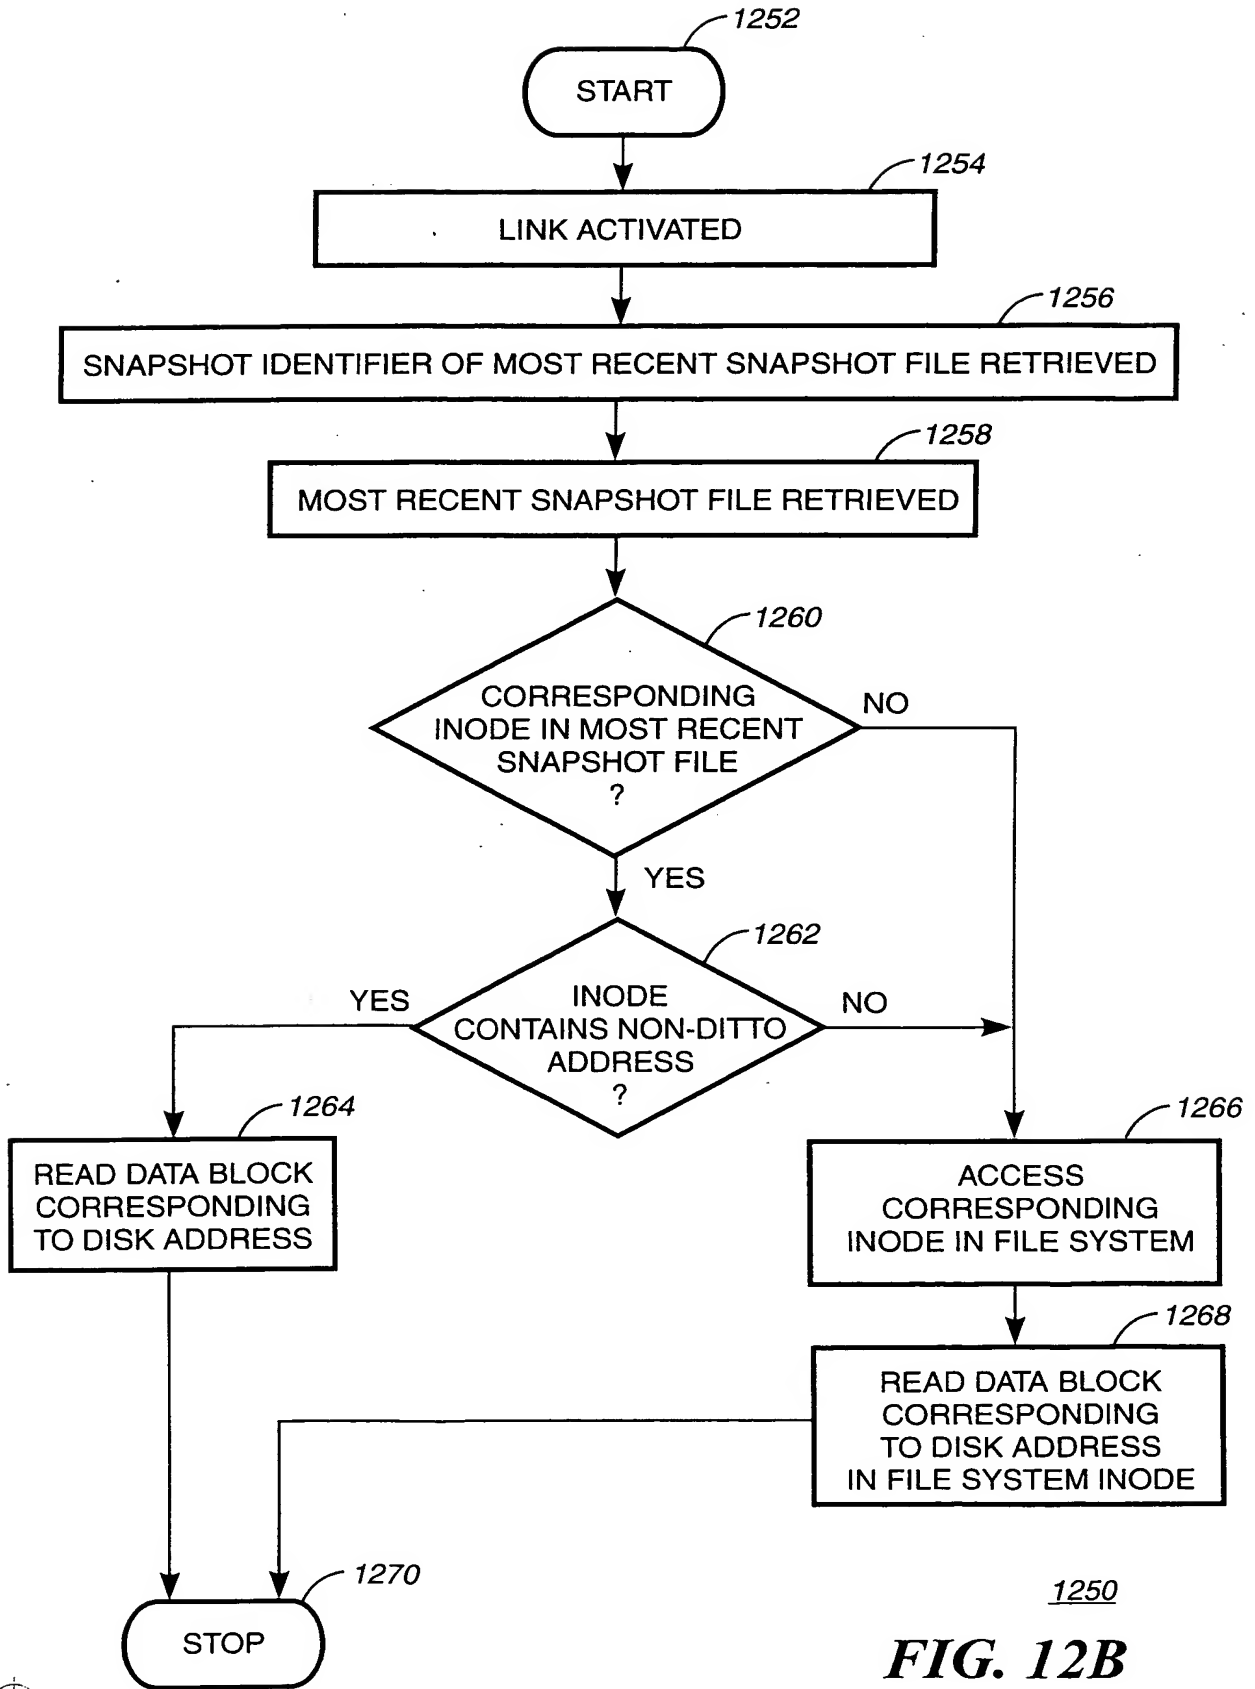 1252
START
1254
LINK ACTIVATED
1256
SNAPSHOT IDENTIFIER OF MOST RECENT SNAPSHOT FILE RETRIEVED
1258
MOST RECENT SNAPSHOT FILE RETRIEVED
1260
CORRESPONDING
INODE IN MOST RECENT
SNAPSHOT FILE
?
NO
YES
1262
INODE
CONTAINS NON-DITTO
ADDRESS
?
YES
NO
1264
READ DATA BLOCK
CORRESPONDING
TO DISK ADDRESS
1266
ACCESS
CORRESPONDING
INODE IN FILE SYSTEM
1268
READ DATA BLOCK
CORRESPONDING
TO DISK ADDRESS
IN FILE SYSTEM INODE
1270
STOP
1250
FIG. 12B